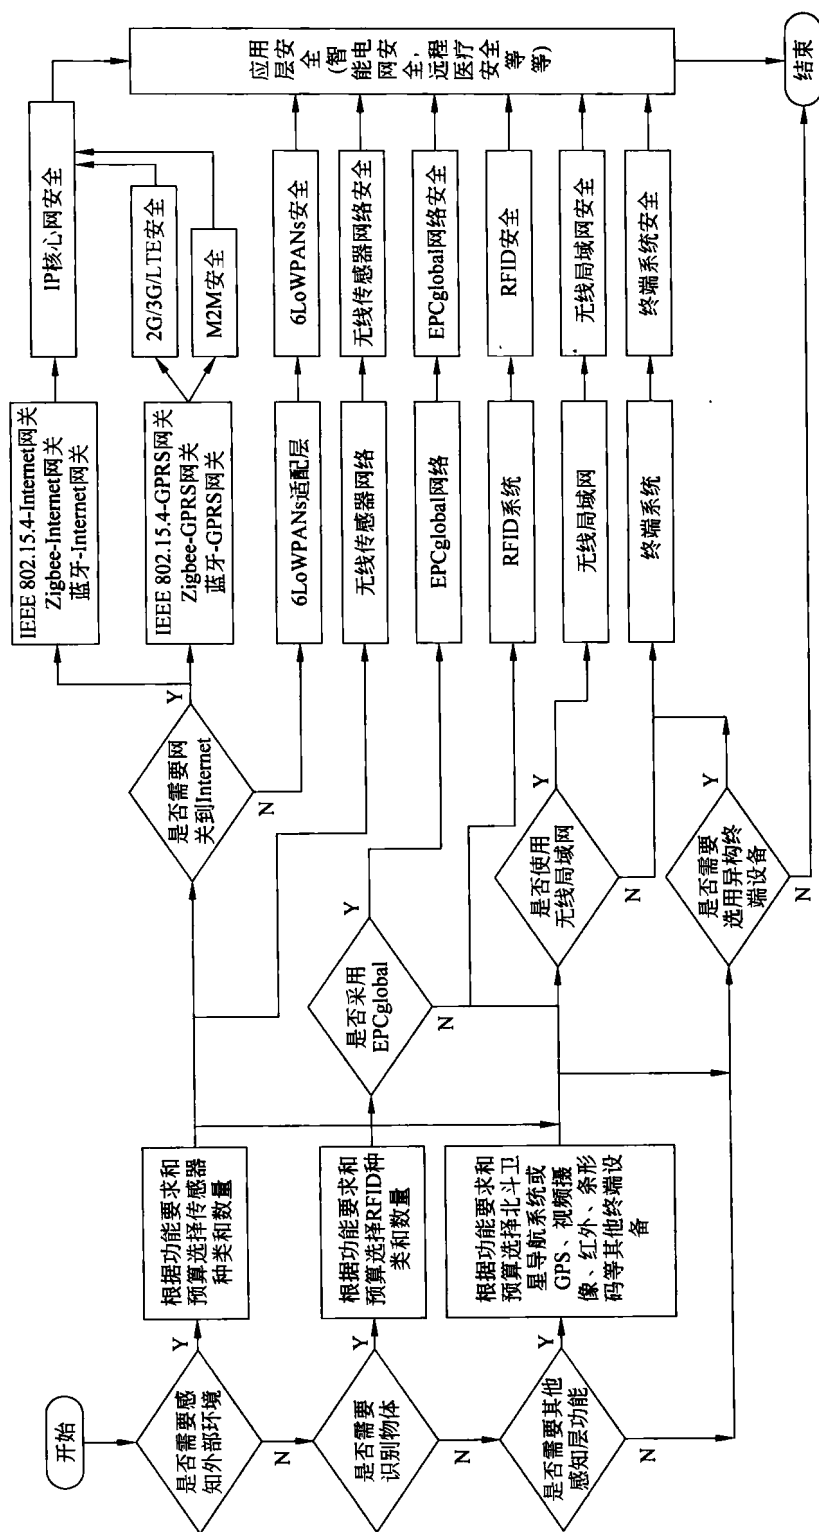 开始
是否需要感
知外部环境
Y
N
是否需要
识别物体
Y
N
是否需要其他
感知层功能
Y
N
根据功能要求和
预算选择传感器
种类和数量
根据功能要求和
预算选择RFID种
类和数量
根据功能要求和
预算选择北斗卫
星导航系统或
GPS、视频摄
像、红外、条形
码等其他终端设
备
是否采用
EPCglobal
Y
N
是否需要网
关到Internet
Y
N
是否使用
无线局域网
Y
N
是否需要
选用异构终
端设备
Y
N
IEEE 802.15.4-Internet网关
Zigbee-Internet网关
蓝牙-Internet网关
IEEE 802.15.4-GPRS网关
Zigbee-GPRS网关
蓝牙-GPRS网关
6LoWPANs适配层
无线传感器网络
EPCglobal网络
RFID系统
无线局域网
终端系统
IP核心网安全
2G/3G/LTE安全
M2M安全
6LoWPANs安全
无线传感器网络安全
EPCglobal网络安全
RFID安全
无线局域网安全
终端系统安全
应用
层安
全
(智
能电
网安
全,
远程
医疗
安全
等
等)
结束